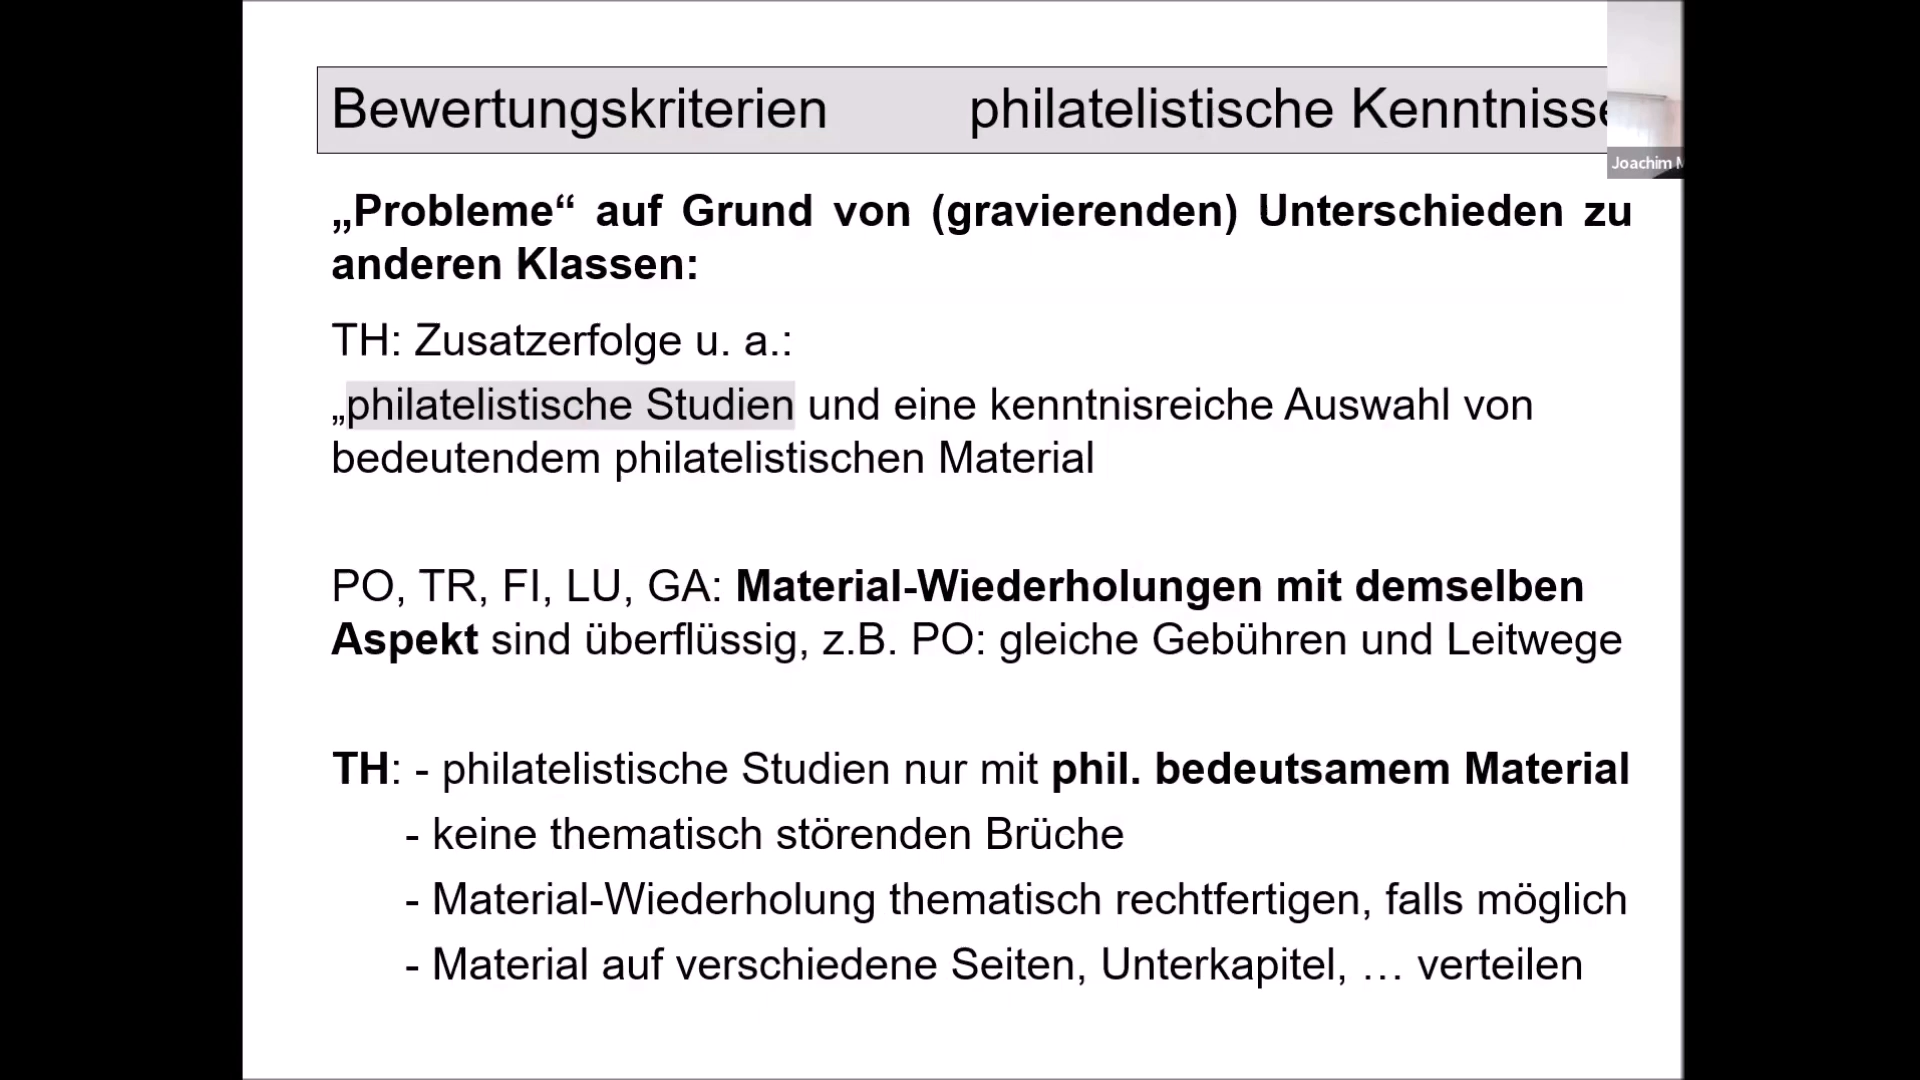 Bewertungskriterien philatelistische Kenntnisse
Joachim
„Probleme“ auf Grund von (gravierenden) Unterschieden zu
anderen Klassen:
TH: Zusatzerfolge u. a.:
„philatelistische Studien und eine kenntnisreiche Auswahl von
bedeutendem philatelistischen Material
PO, TR, FI, LU, GA: Material-Wiederholungen mit demselben
Aspekt sind überflüssig, z.B. PO: gleiche Gebühren und Leitwege
TH: - philatelistische Studien nur mit phil. bedeutsamem Material
- keine thematisch störenden Brüche
- Material-Wiederholung thematisch rechtfertigen, falls möglich
- Material auf verschiedene Seiten, Unterkapitel, … verteilen